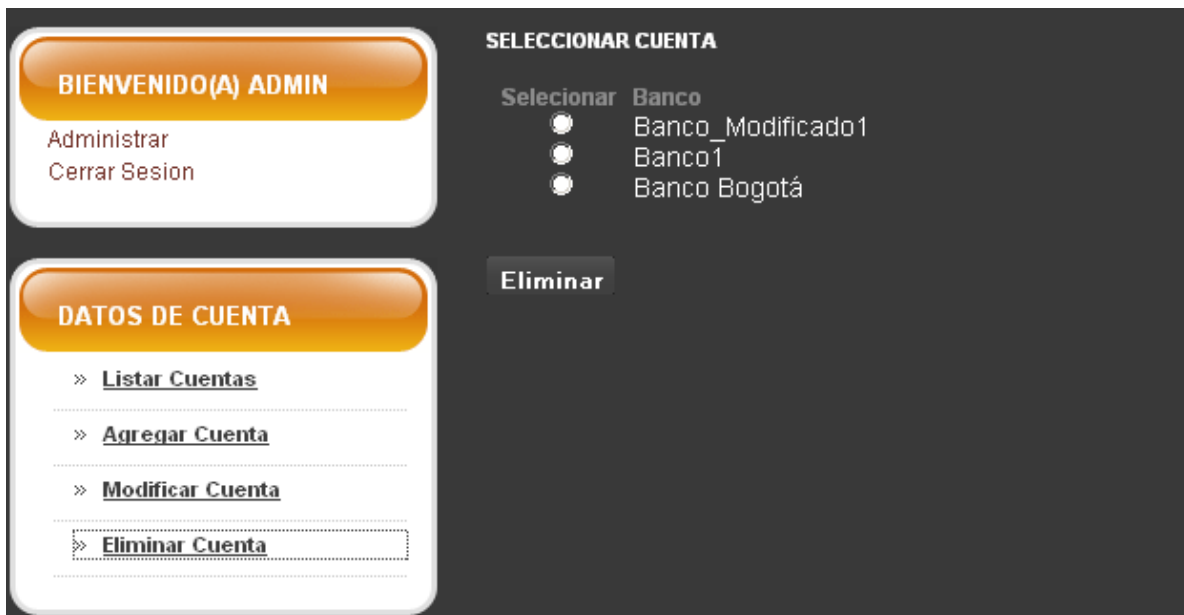 BIENVENIDO(A) ADMIN
Administrar
Cerrar Sesion
DATOS DE CUENTA
» Listar Cuentas
» Agregar Cuenta
» Modificar Cuenta
» Eliminar Cuenta
SELECCIONAR CUENTA
Selecionar Banco
Banco_Modificado1
Banco1
Banco Bogotá
Eliminar